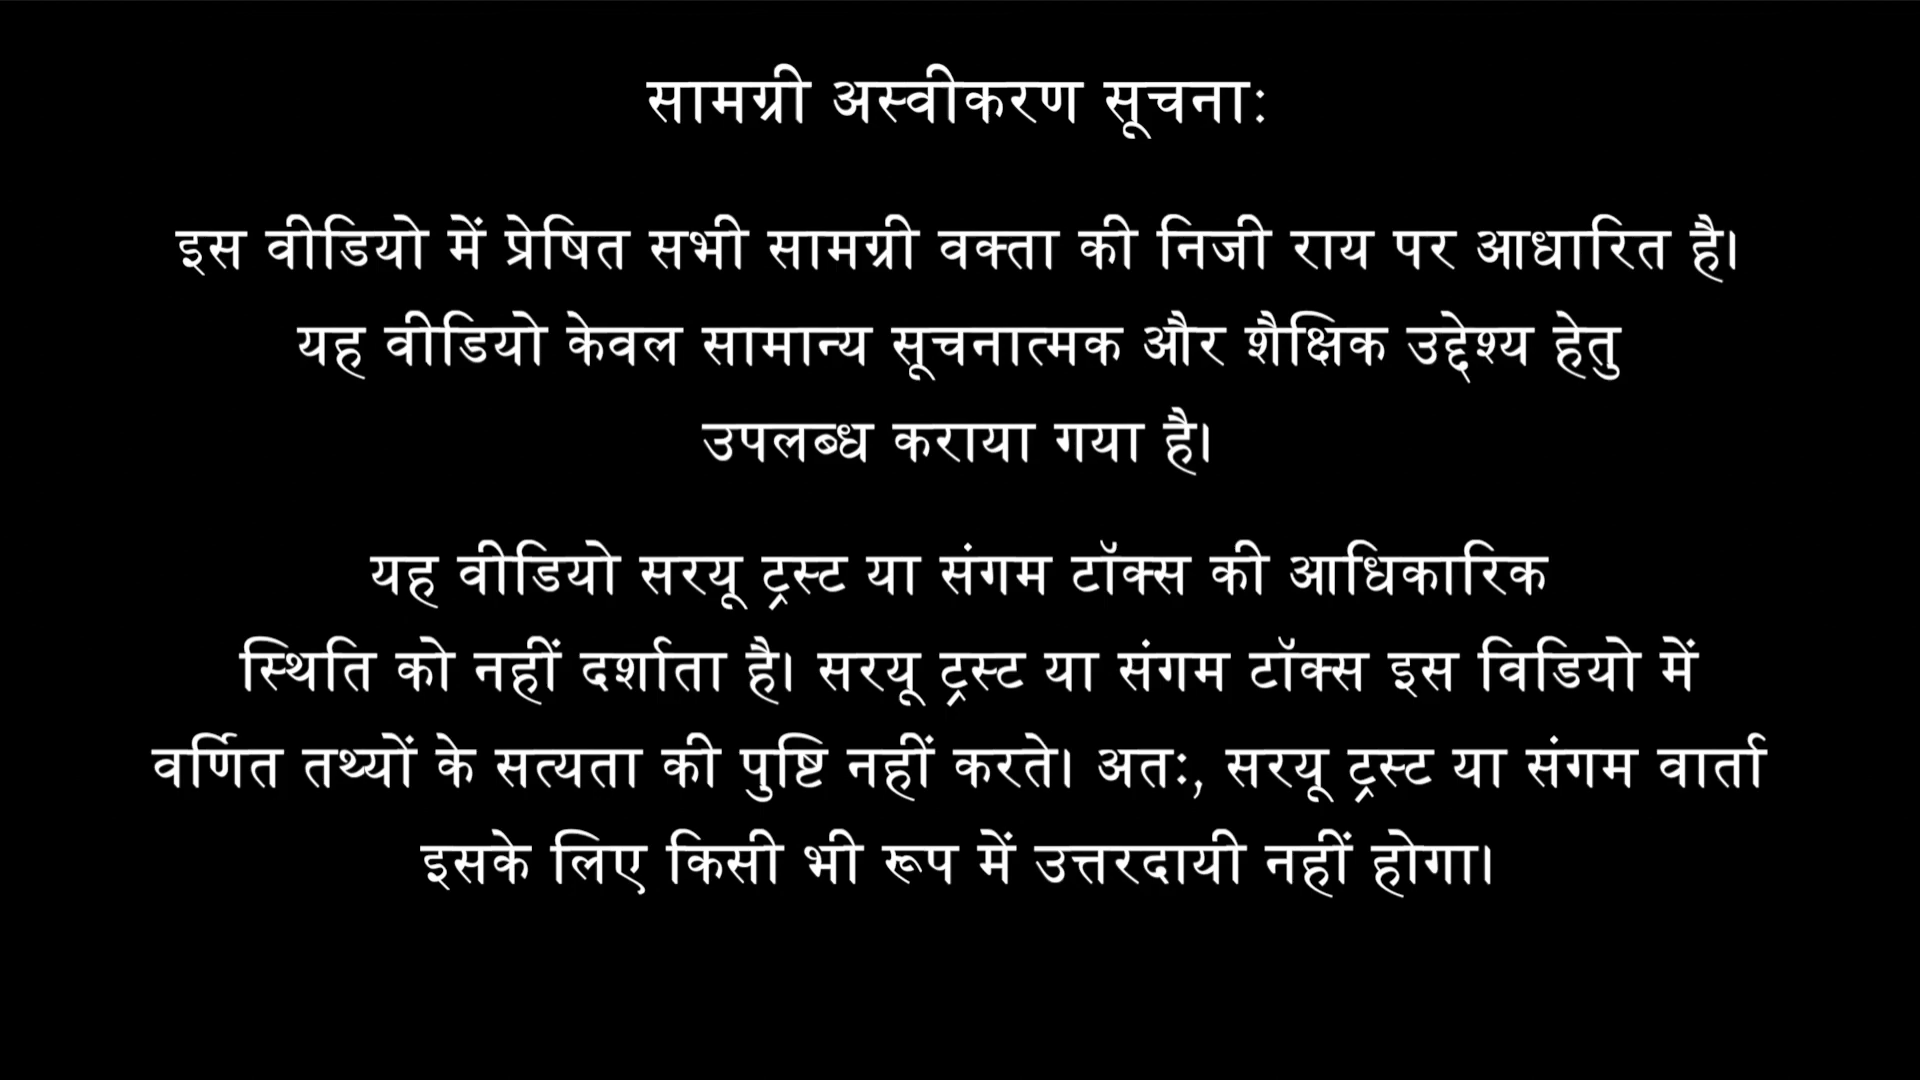 सामग्री अस्वीकरण सूचना:
इस वीडियो में प्रेषित सभी सामग्री वक्ता की निजी राय पर आधारित है।
यह वीडियो केवल सामान्य सूचनात्मक और शैक्षिक उद्देश्य हेतु
उपलब्ध कराया गया है।
यह वीडियो सरयू ट्रस्ट या संगम टॉक्स की आधिकारिक
स्थिति को नहीं दर्शाता है। सरयू ट्रस्ट या संगम टॉक्स इस विडियो में
वर्णित तथ्यों के सत्यता की पुष्टि नहीं करते। अतः, सरयू ट्रस्ट या संगम वार्ता
इसके लिए किसी भी रूप में उत्तरदायी नहीं होगा।